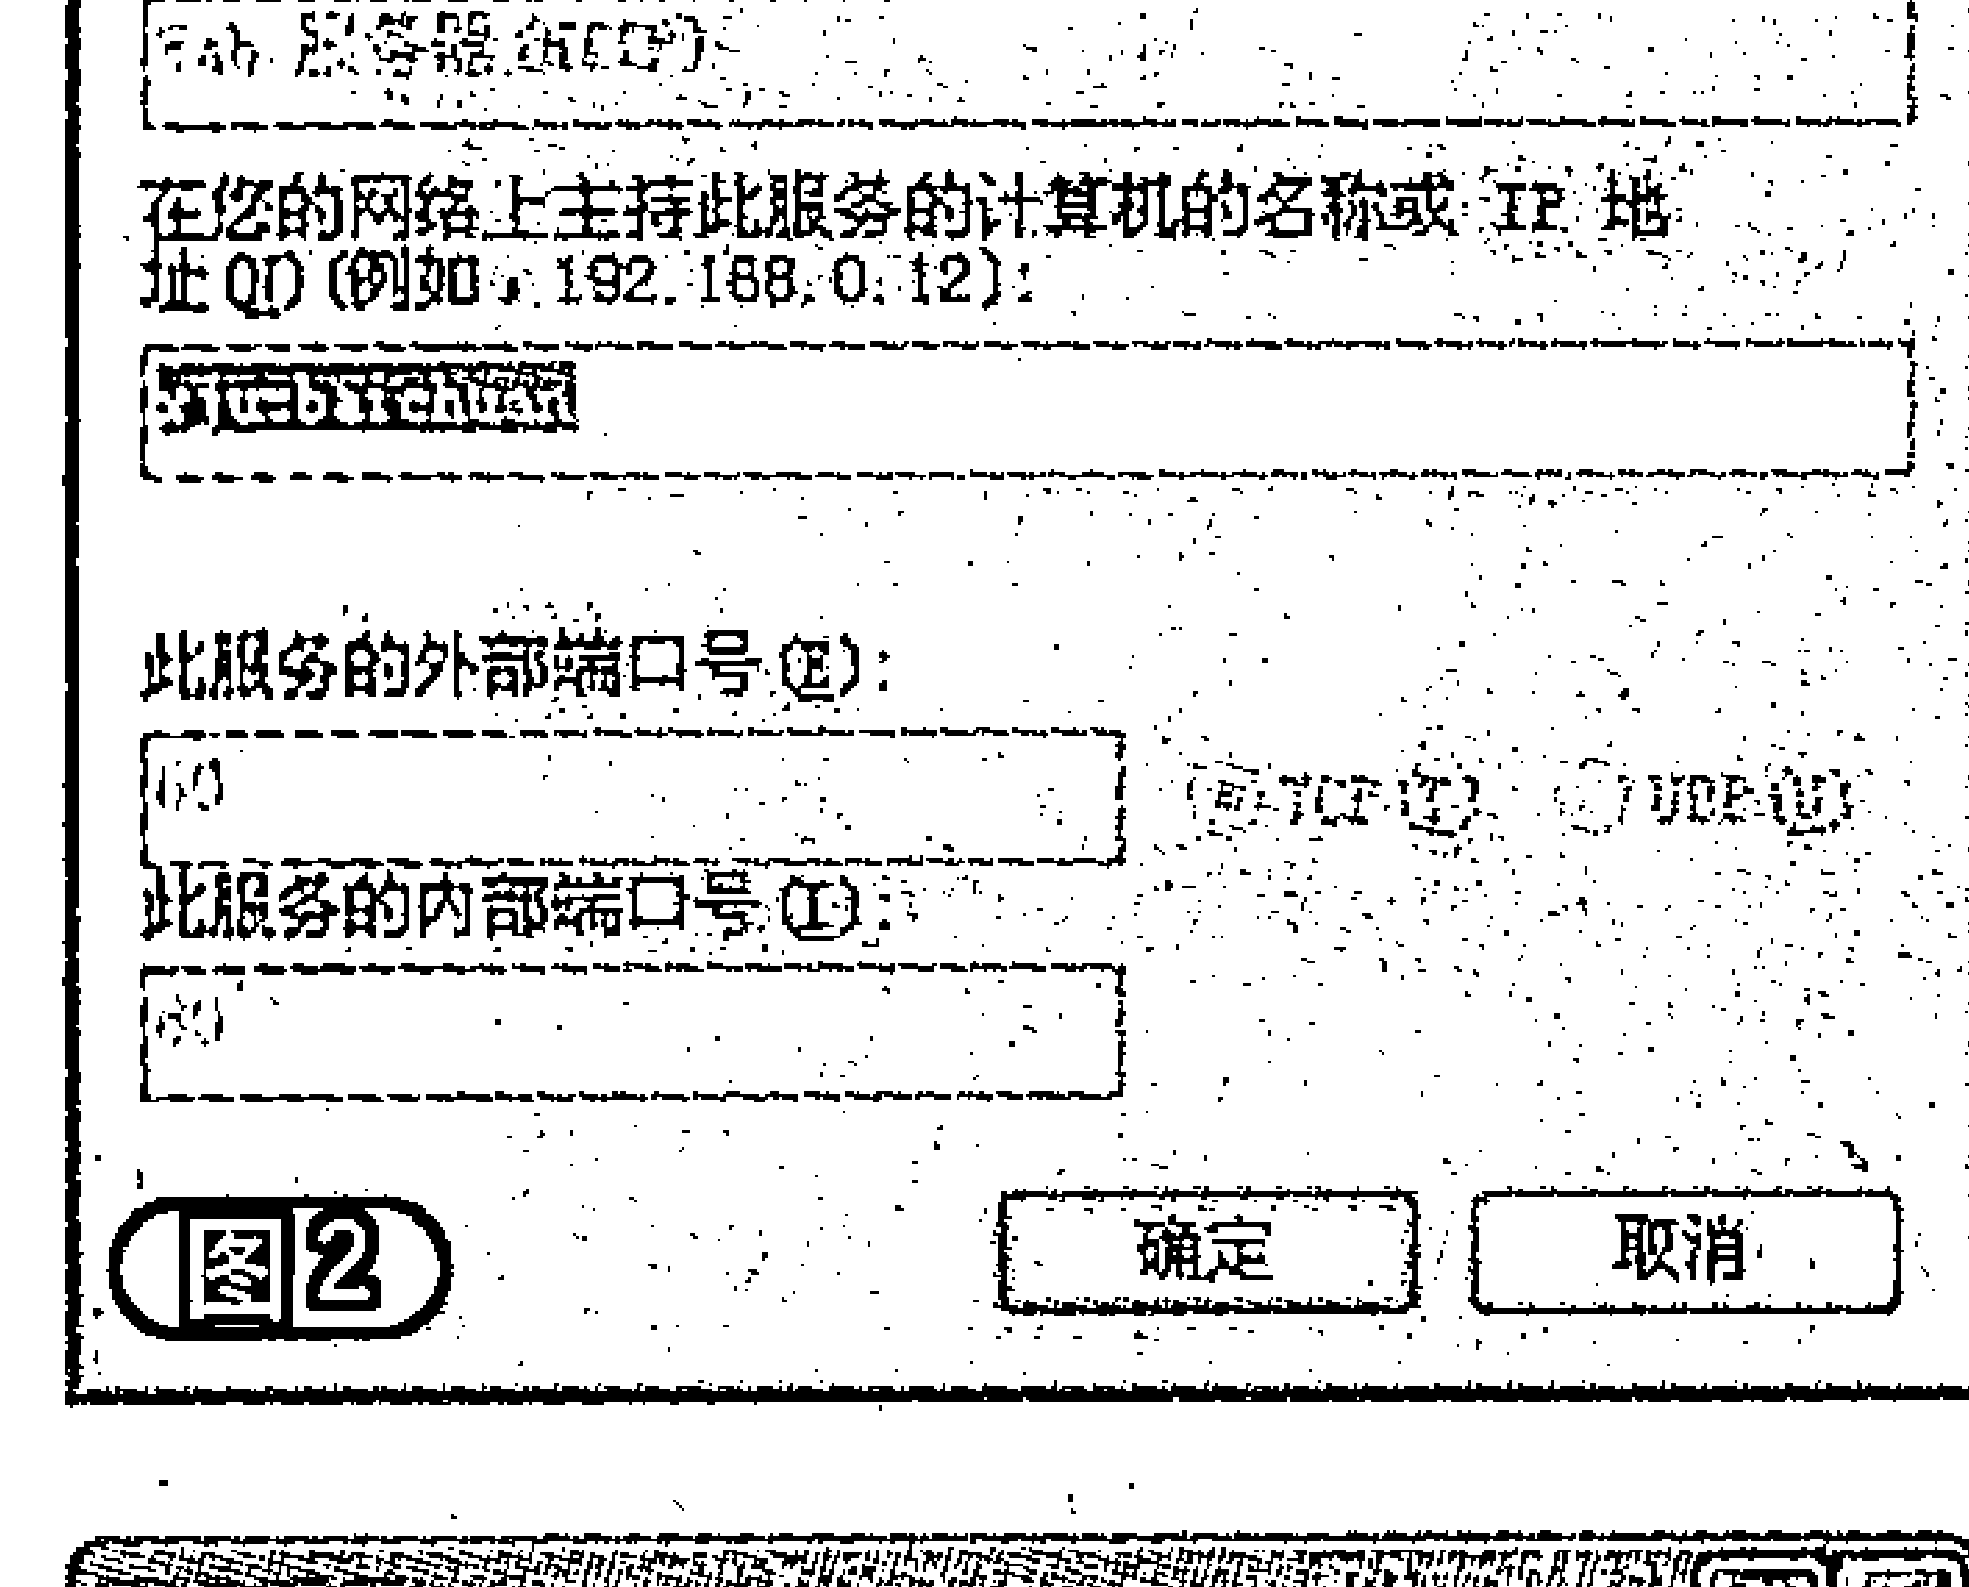 在您的网络上主持此服务的计算机的名称或 IP 地
址(N)(例如，192.168.0.12):
此服务的外部端口号(E):
TCP(T) UDP(U)
此服务的内部端口号(I):
80
图2 确定 取消